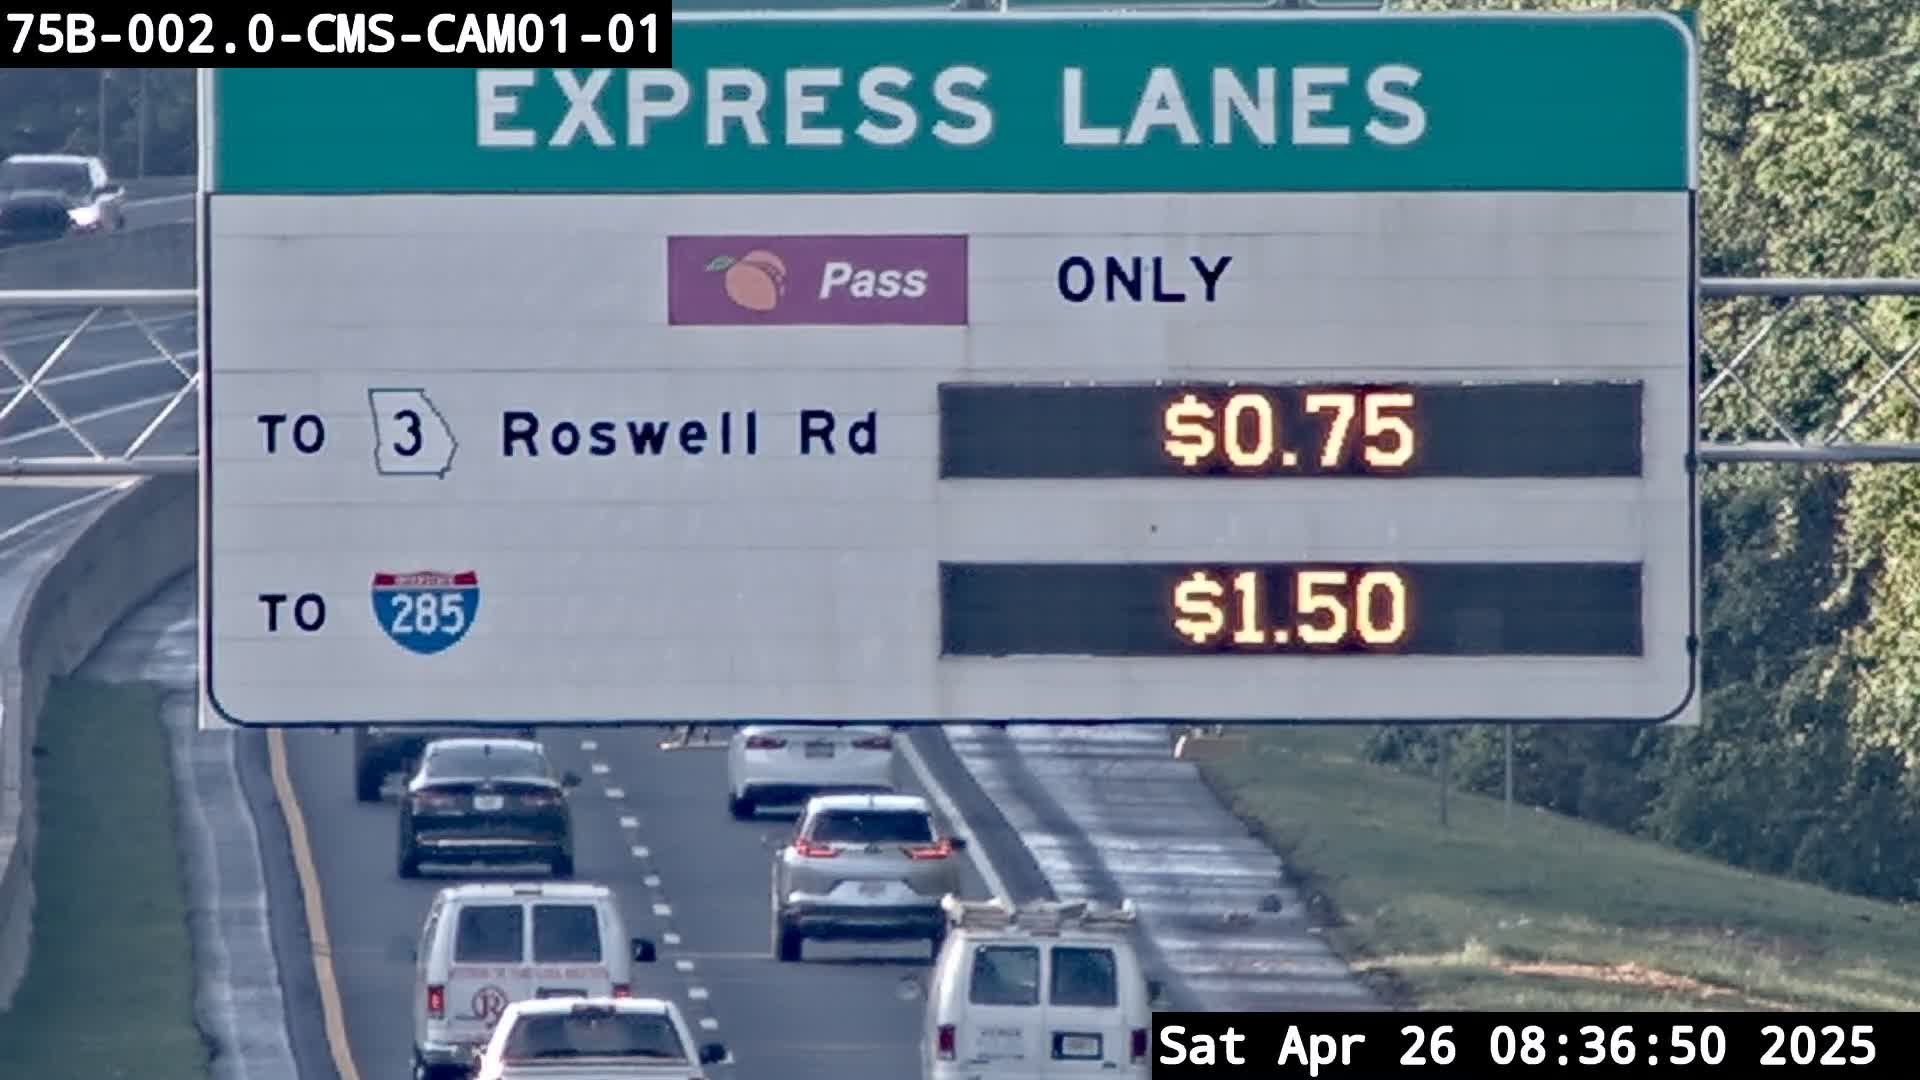 75B-002.0-CMS-CAM01-01
EXPRESS LANES
Pass ONLY
TO 3 Roswell Rd $0.75
TO INTERSTATE 285 $1.50
Sat Apr 26 08:36:50 2025